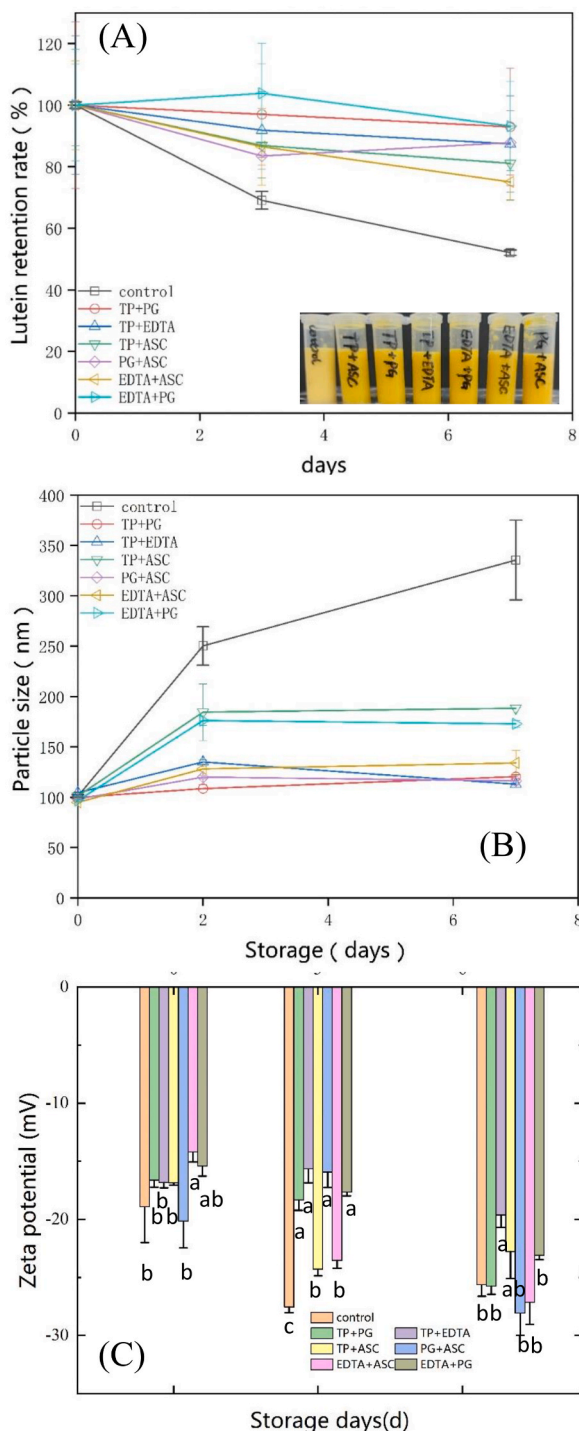 (A)
120
100
80
60
40
20
0
Lutein retention rate ( % )
control
TP+PG
TP+EDTA
TP+ASC
PG+ASC
EDTA+ASC
EDTA+PG
control
TP+ASC
TP+PG
TP+EDTA
EDTA+PG
EDTA+ASC
PG+ASC
0 2 4 6 8
days
400
350
300
250
200
150
100
50
0
Particle size ( nm )
control
TP+PG
TP+EDTA
TP+ASC
PG+ASC
EDTA+ASC
EDTA+PG
(B)
0 2 4 6 8
Storage ( days )
0
-10
-20
-30
Zeta potential (mV)
b b b b b a ab
c a a b a b a
b b a ab b b b
control
TP+PG TP+EDTA
TP+ASC PG+ASC
EDTA+ASC EDTA+PG
(C)
Storage days(d)